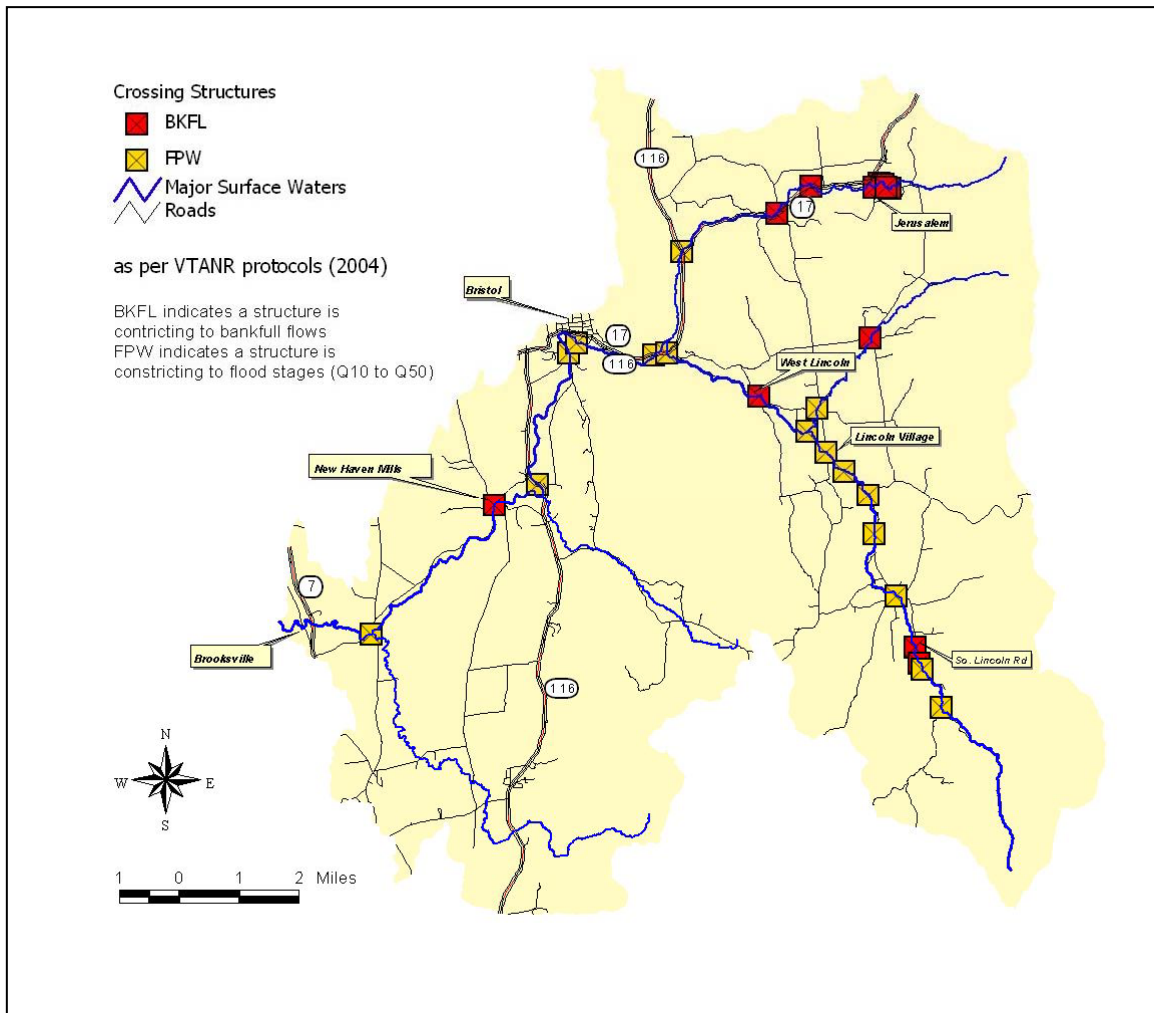 Crossing Structures
BKFL
FPW
Major Surface Waters
Roads
as per VTANR protocols (2004)
BKFL indicates a structure is
contricting to bankfull flows
FPW indicates a structure is
constricting to flood stages (Q10 to Q50)
116
17
Jerusalem
Bristol
17
116
West Lincoln
Lincoln Village
New Haven Mills
7
Brooksville
So. Lincoln Rd
116
N
W E
S
1 0 1 2 Miles